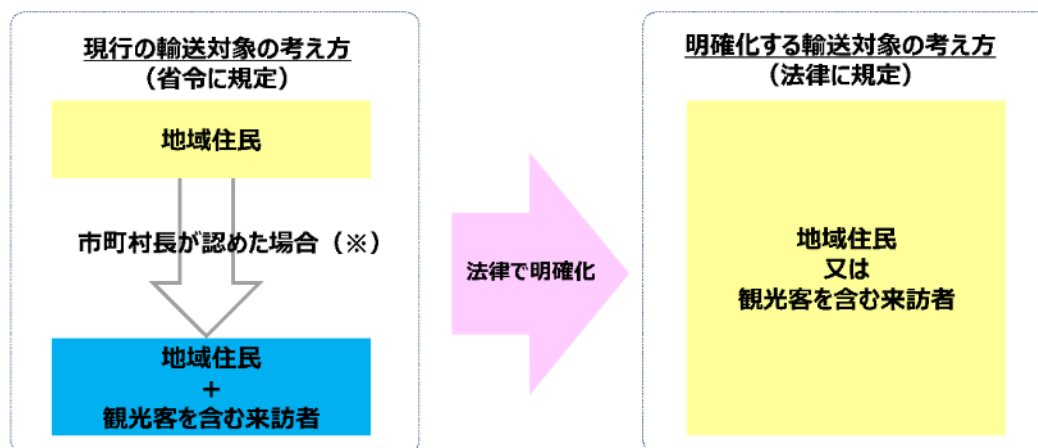 現行の輸送対象の考え方
（省令に規定）
地域住民
市町村長が認めた場合（※）
地域住民
＋
観光客を含む来訪者
法律で明確化
明確化する輸送対象の考え方
（法律に規定）
地域住民
又は
観光客を含む来訪者